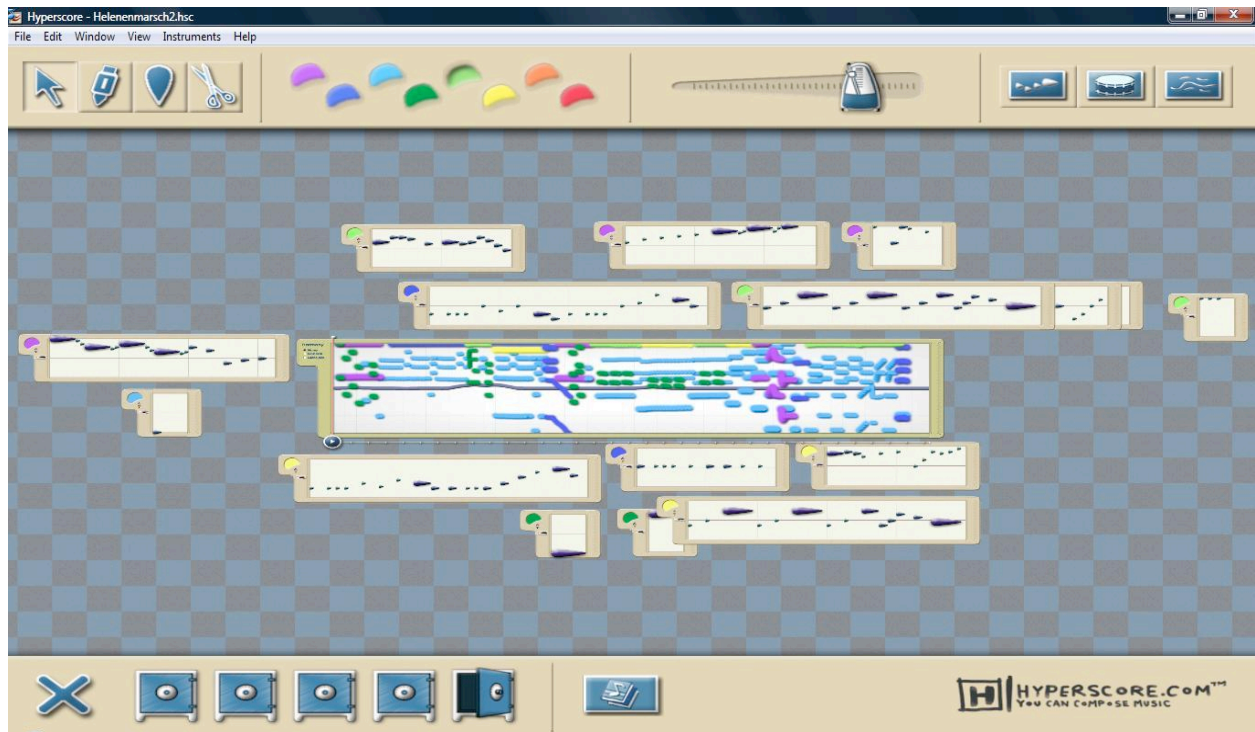 Hyperscore - Helenenmarsch2.hsc
File Edit Window View Instruments Help
H HYPERSCORE.COM™
YOU CAN COMPOSE MUSIC